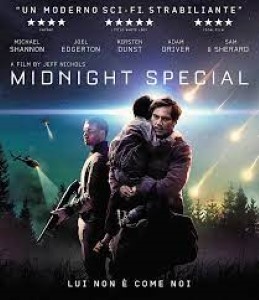 "UN MODERNO SCI-FI STRABILIANTE"
★★★★ ★★★★ ★★★★
MICHAEL SHANNON
JOEL EDGERTON
KIRSTEN DUNST
ADAM DRIVER
SAM SHEPARD
A FILM BY JEFF NICHOLS
MIDNIGHT SPECIAL
LUI NON È COME NOI